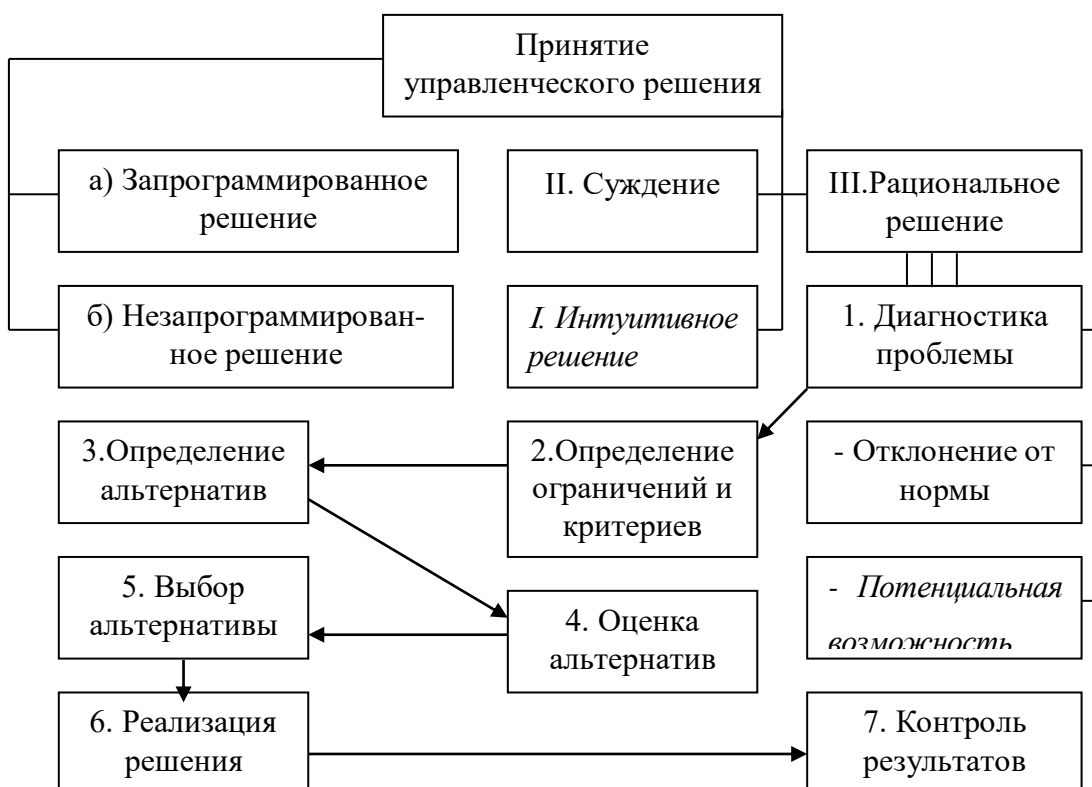 Принятие
управленческого решения
а) Запрограммированное
решение
II. Суждение
III.Рациональное
решение
б) Незапрограммирован-
ное решение
I. Интуитивное
решение
1. Диагностика
проблемы
3.Определение
альтернатив
2.Определение
ограничений и
критериев
- Отклонение от
нормы
5. Выбор
альтернативы
4. Оценка
альтернатив
- Потенциальная
возможность
6. Реализация
решения
7. Контроль
результатов